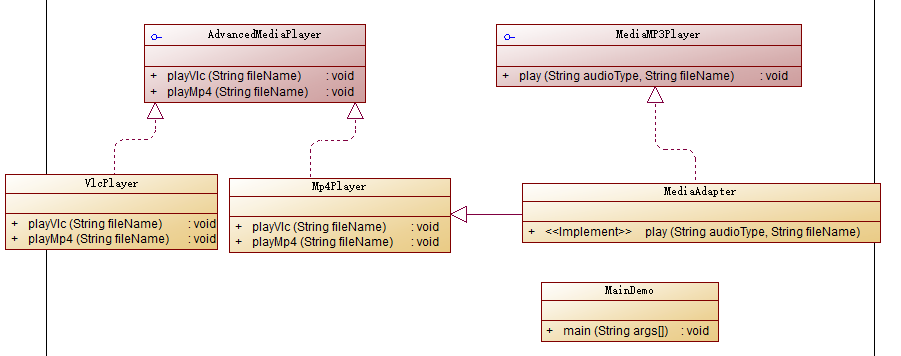 AdvancedMediaPlayer
+ playVlc (String fileName) : void
+ playMp4 (String fileName) : void
MediaMP3Player
+ play (String audioType, String fileName) : void
VlcPlayer
+ playVlc (String fileName) : void
+ playMp4 (String fileName) : void
Mp4Player
+ playVlc (String fileName) : void
+ playMp4 (String fileName) : void
MediaAdapter
+ <<Implement>> play (String audioType, String fileName)
MainDemo
+ main (String args[]) : void